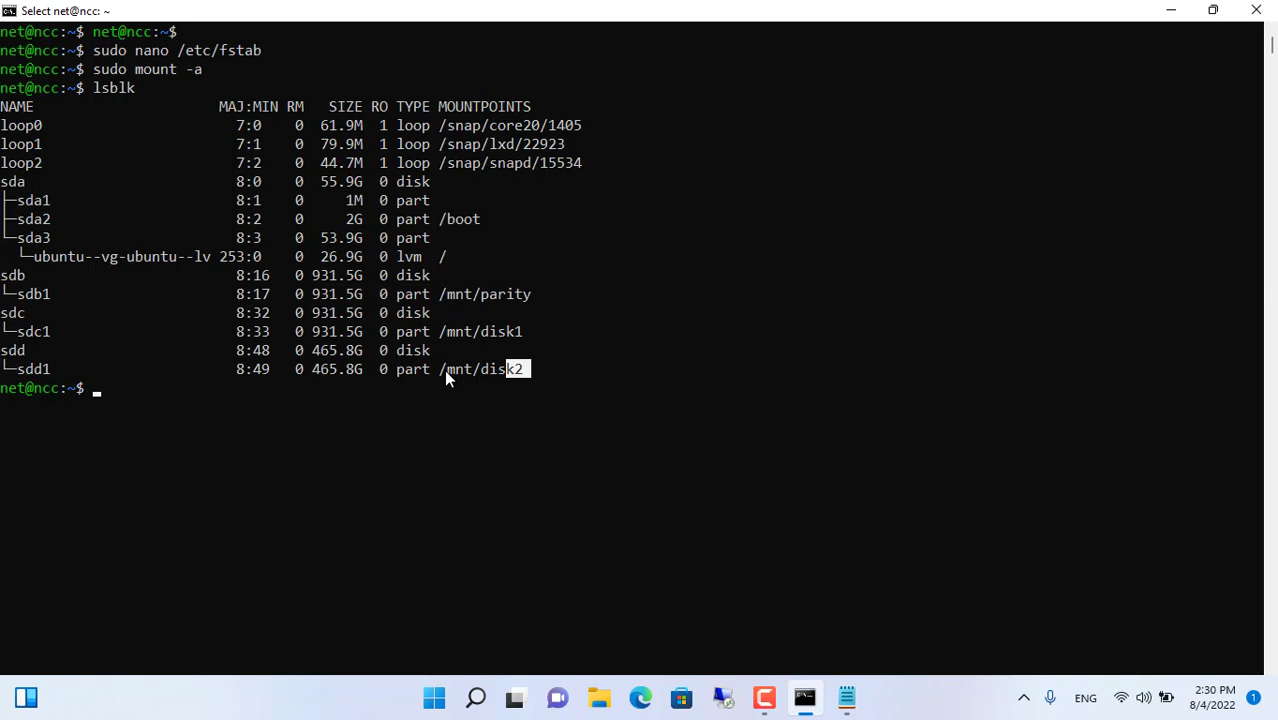 Select net@ncc: ~
net@ncc:~$ net@ncc:~$
net@ncc:~$ sudo nano /etc/fstab
net@ncc:~$ sudo mount -a
net@ncc:~$ lsblk
NAME MAJ:MIN RM SIZE RO TYPE MOUNTPOINTS
loop0 7:0 0 61.9M 1 loop /snap/core20/1405
loop1 7:1 0 79.9M 1 loop /snap/lxd/22923
loop2 7:2 0 44.7M 1 loop /snap/snapd/15534
sda 8:0 0 55.9G 0 disk
├─sda1 8:1 0 1M 0 part
├─sda2 8:2 0 2G 0 part /boot
└─sda3 8:3 0 53.9G 0 part
└─ubuntu--vg-ubuntu--lv 253:0 0 26.9G 0 lvm /
sdb 8:16 0 931.5G 0 disk
└─sdb1 8:17 0 931.5G 0 part /mnt/parity
sdc 8:32 0 931.5G 0 disk
└─sdc1 8:33 0 931.5G 0 part /mnt/disk1
sdd 8:48 0 465.8G 0 disk
└─sdd1 8:49 0 465.8G 0 part /mnt/disk2
net@ncc:~$
ENG
2:30 PM
8/4/2022
1